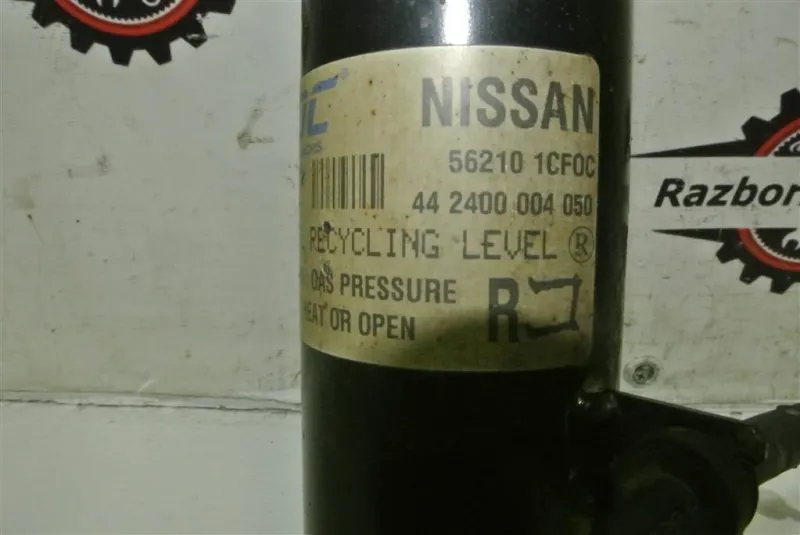 NISSAN
56210 1CF0C
44 2400 004 050
RECYCLING LEVEL ®
GAS PRESSURE
HEAT OR OPEN
R
Razbor